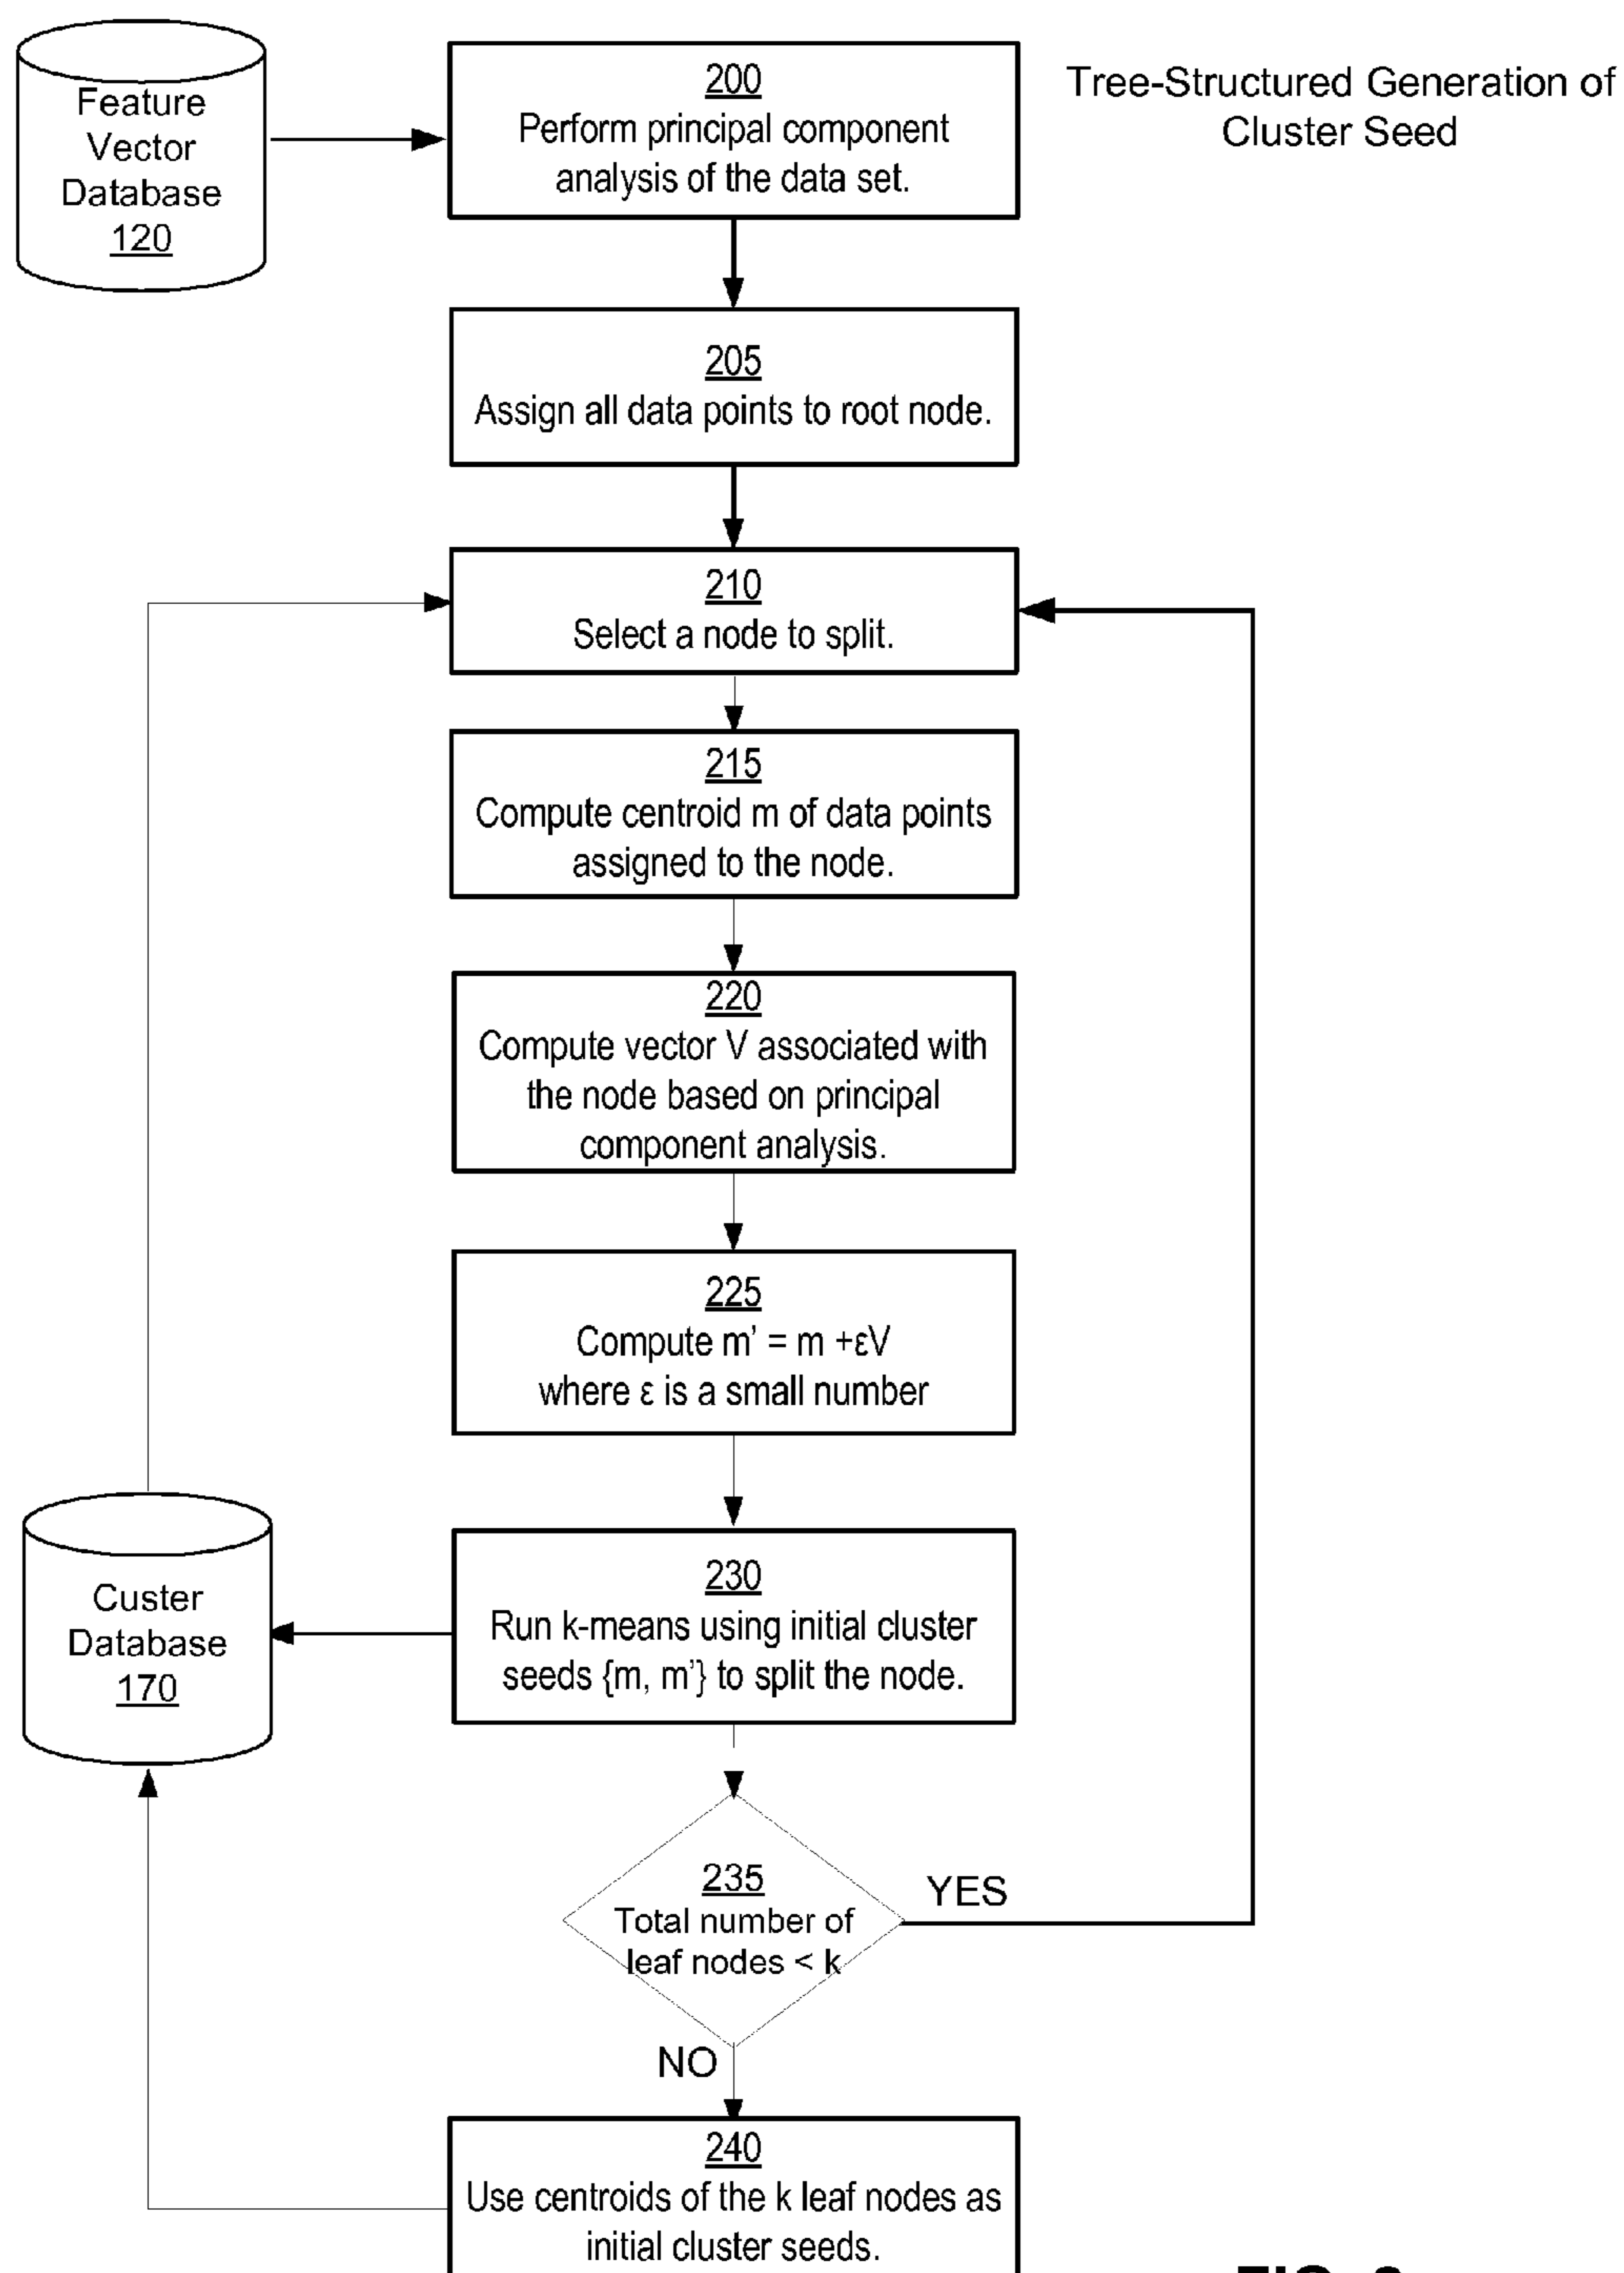 Tree-Structured Generation of
Cluster Seed
Feature
Vector
Database
120
200
Perform principal component
analysis of the data set.
205
Assign all data points to root node.
210
Select a node to split.
215
Compute centroid m of data points
assigned to the node.
220
Compute vector V associated with
the node based on principal
component analysis.
225
Compute m’ = m +εV
where ε is a small number
230
Run k-means using initial cluster
seeds {m, m’} to split the node.
Custer
Database
170
235
Total number of
leaf nodes < k
YES
NO
240
Use centroids of the k leaf nodes as
initial cluster seeds.